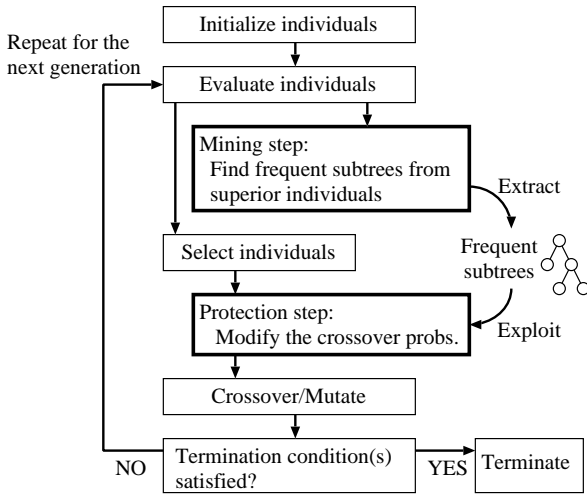 Initialize individuals
Repeat for the
next generation
Evaluate individuals
Mining step:
Find frequent subtrees from
superior individuals
Extract
Select individuals
Frequent
subtrees
Protection step:
Modify the crossover probs.
Exploit
Crossover/Mutate
Termination condition(s)
satisfied?
NO
YES
Terminate